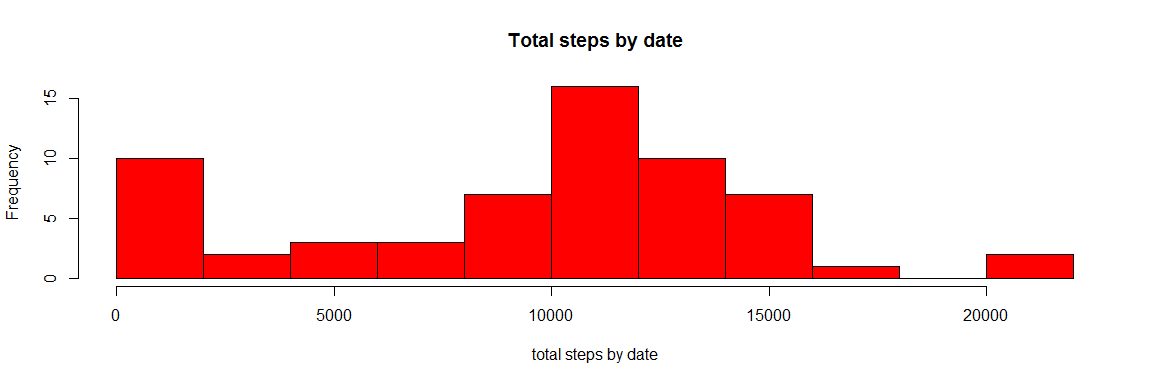 Total steps by date
Frequency
15
10
5
0
0 5000 10000 15000 20000
total steps by date